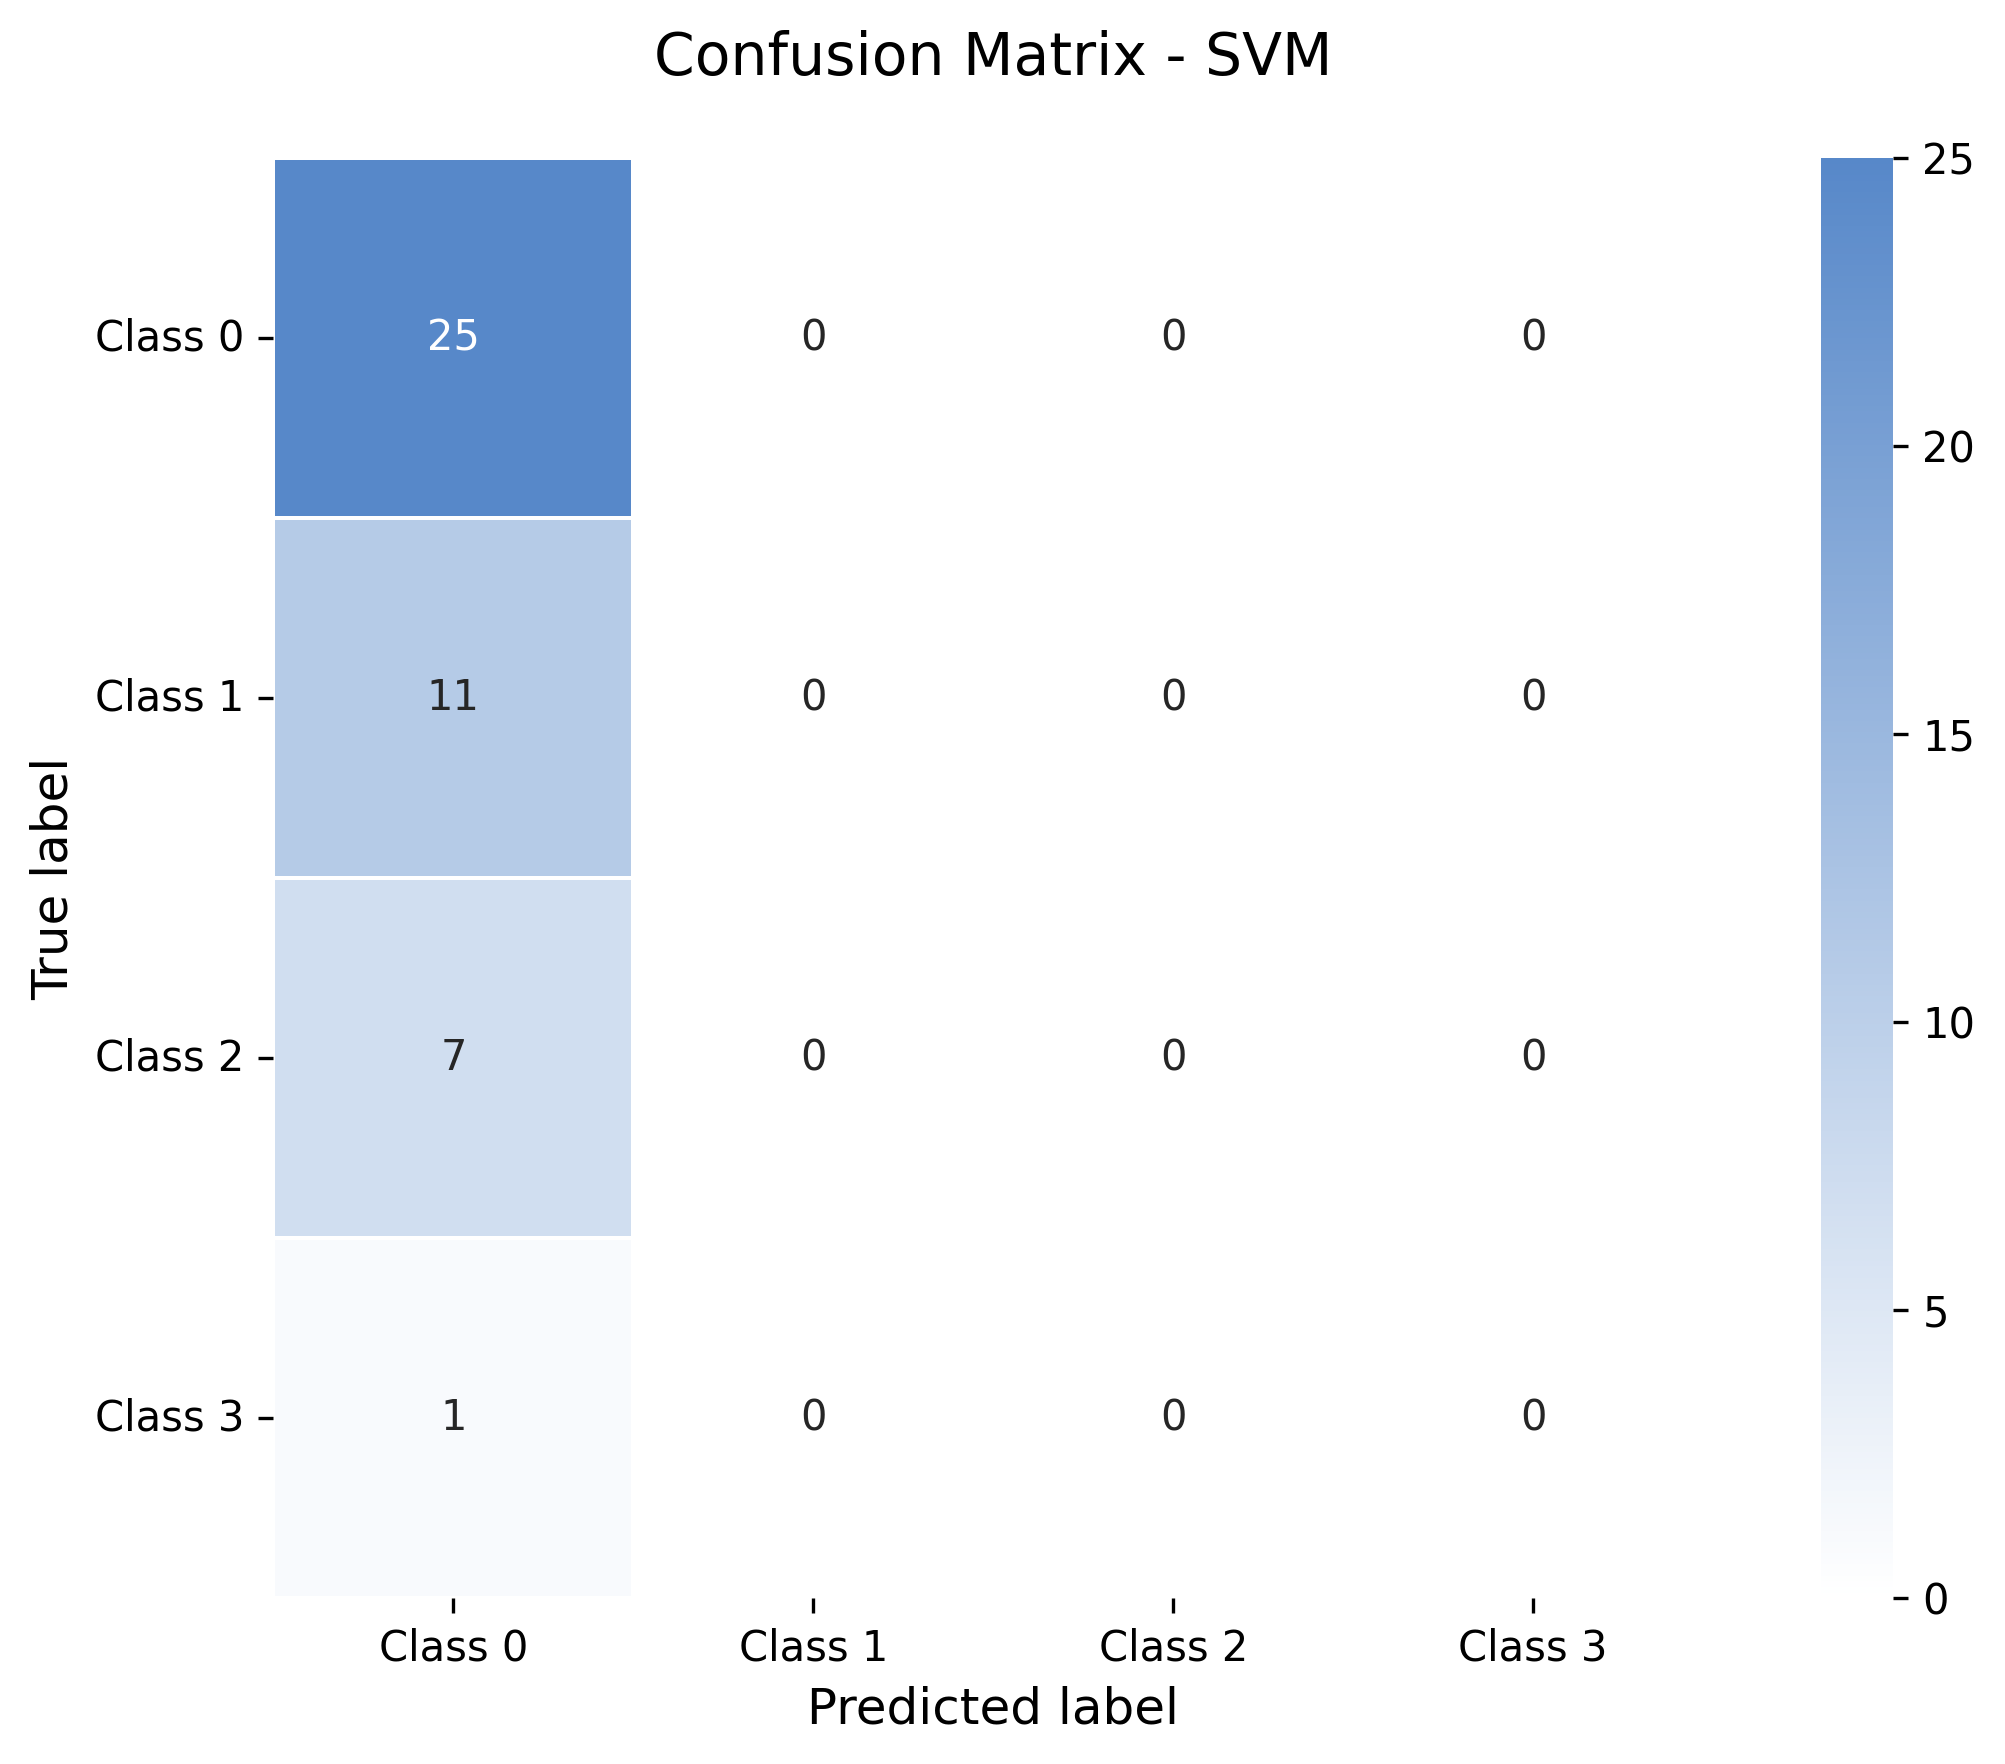 Confusion Matrix - SVM
25
Class 0
25 0 0 0
20
Class 1
11 0 0 0
15
True label
10
Class 2
7 0 0 0
5
Class 3
1 0 0 0
0
Class 0 Class 1 Class 2 Class 3
Predicted label